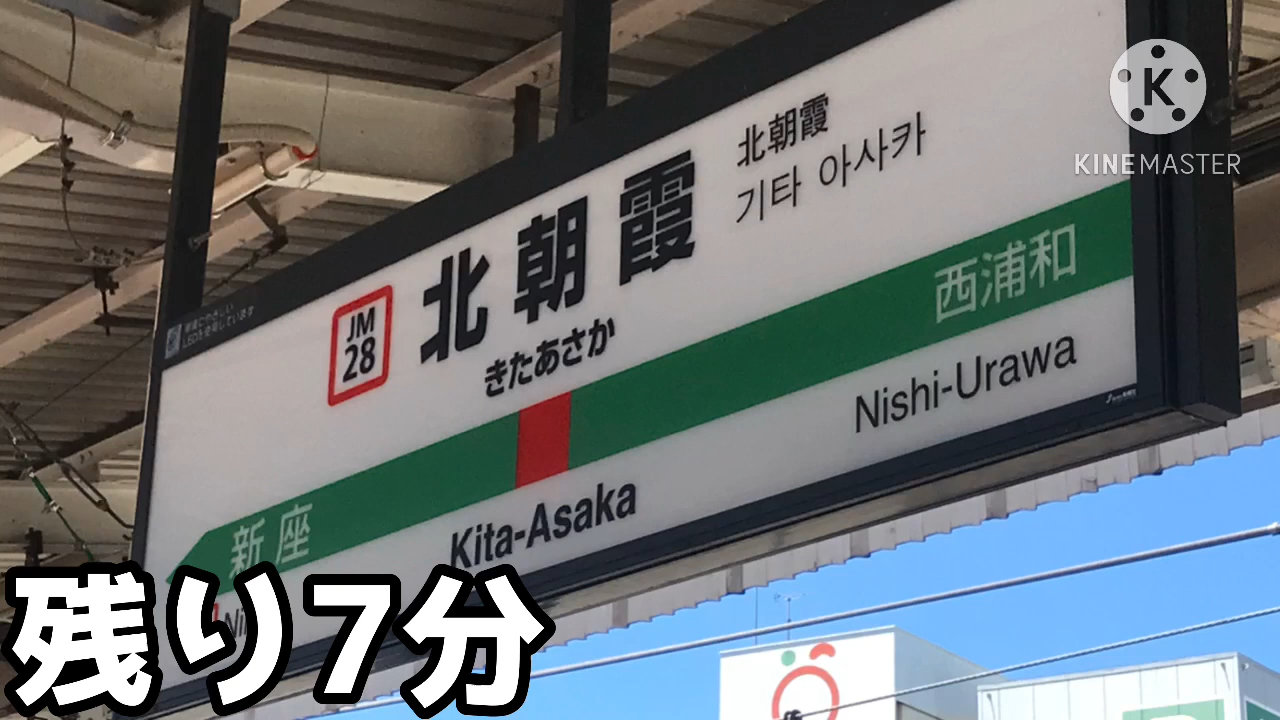 KINEMASTER
JM
28
北朝霞
きたあさか
北朝霞
기타 아사카
西浦和
Nishi-Urawa
新座
Kita-Asaka
残り7分